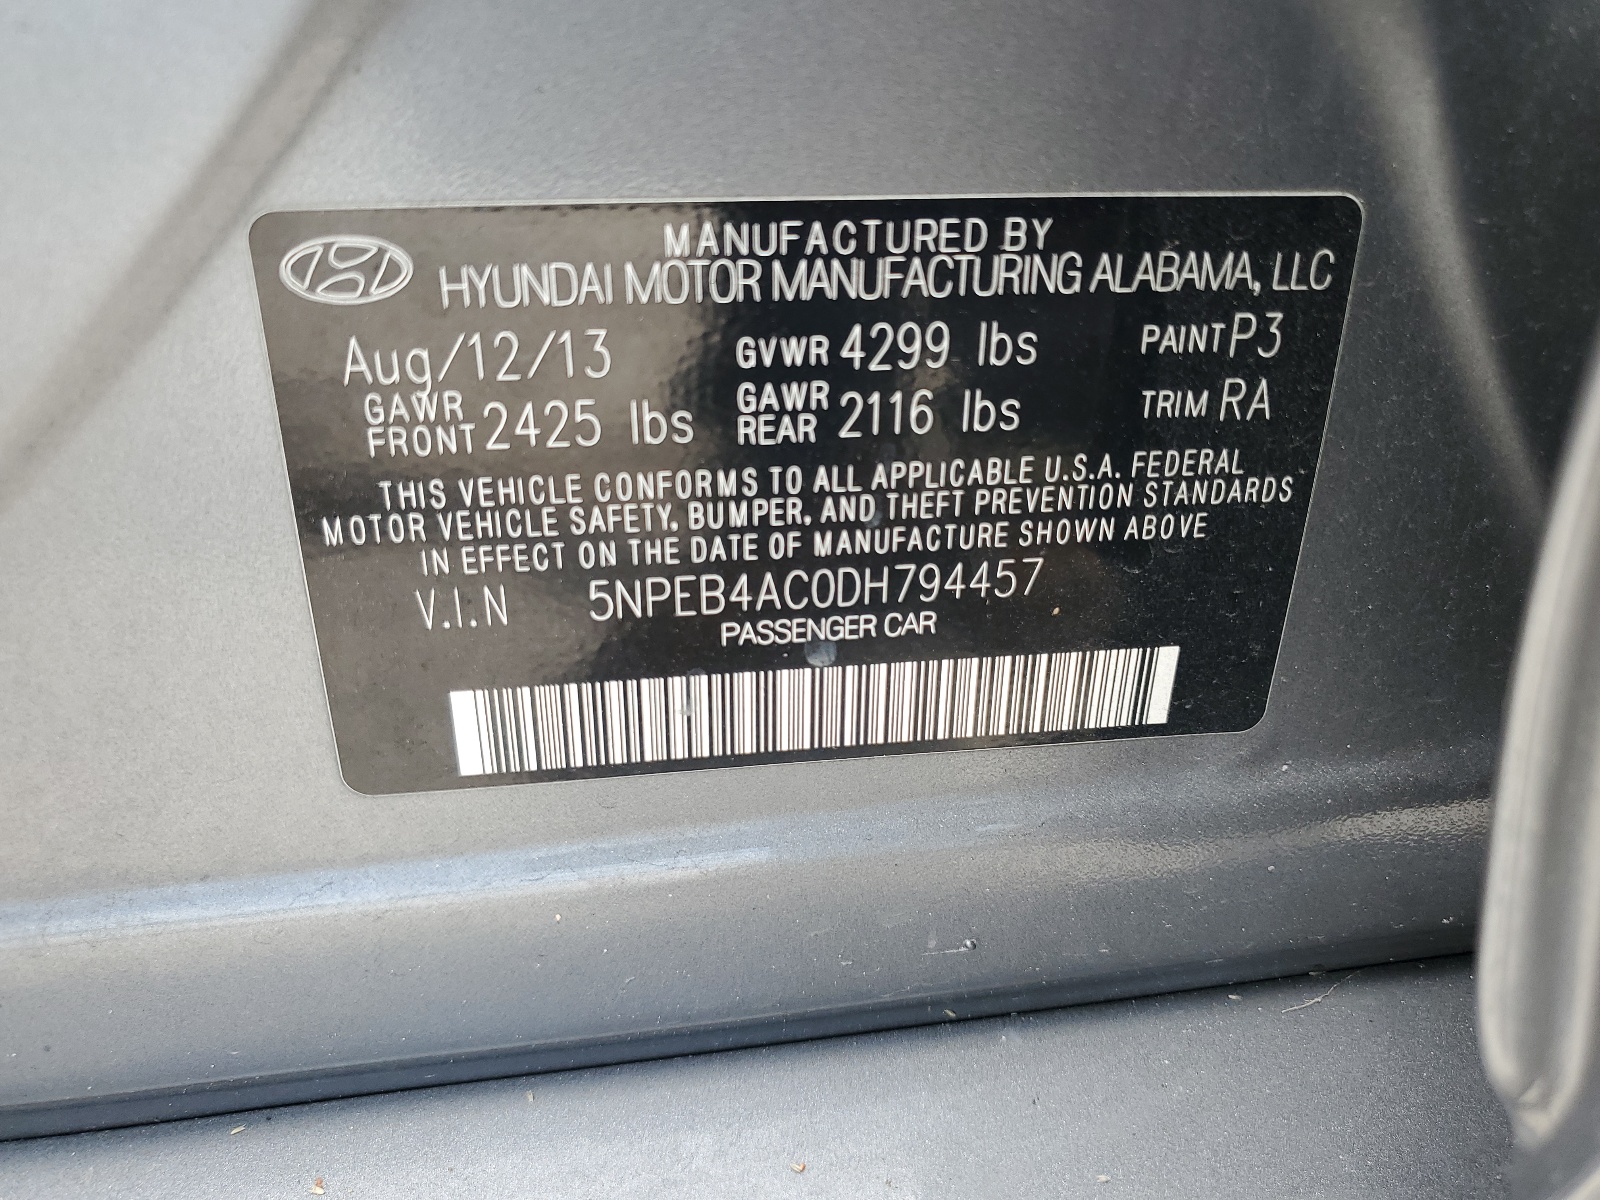 MANUFACTURED BY
HYUNDAI MOTOR MANUFACTURING ALABAMA, LLC
Aug/12/13 GVWR 4299 lbs PAINT P3
GAWR FRONT 2425 lbs GAWR REAR 2116 lbs TRIM RA
THIS VEHICLE CONFORMS TO ALL APPLICABLE U.S.A. FEDERAL
MOTOR VEHICLE SAFETY, BUMPER, AND THEFT PREVENTION STANDARDS
IN EFFECT ON THE DATE OF MANUFACTURE SHOWN ABOVE
V.I.N 5NPEB4AC0DH794457
PASSENGER CAR